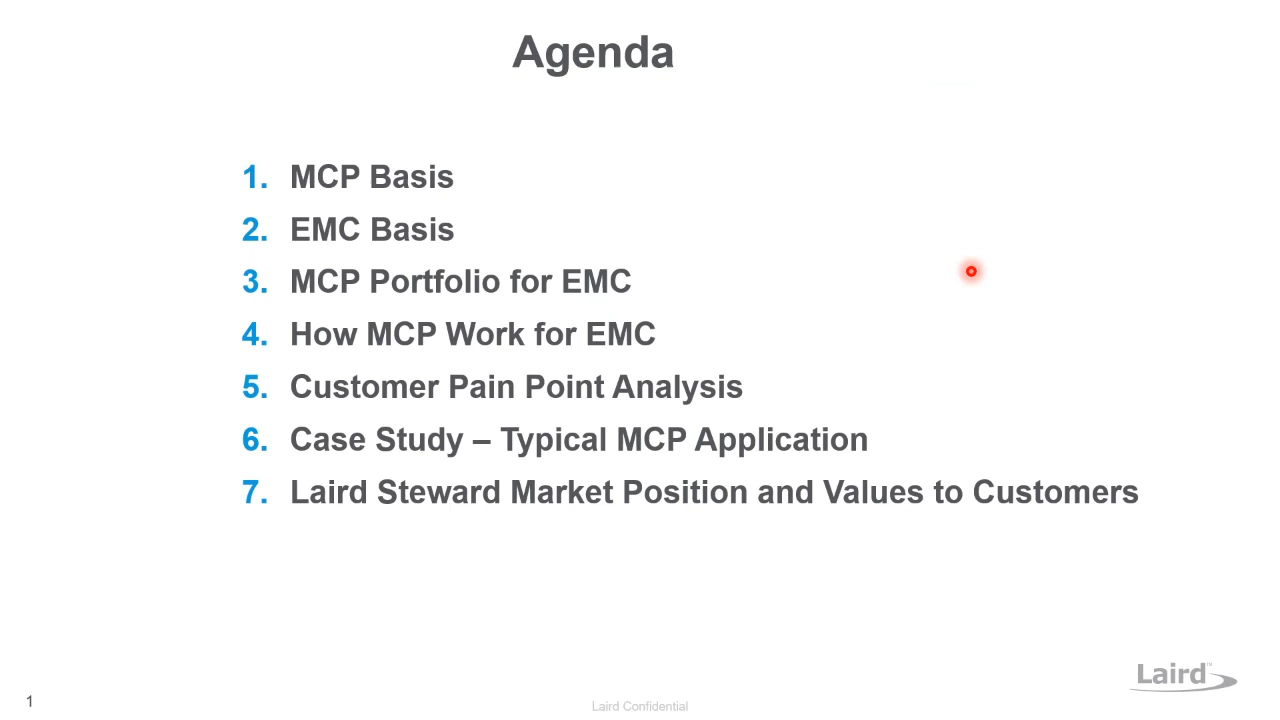 Agenda
1. MCP Basis
2. EMC Basis
3. MCP Portfolio for EMC
4. How MCP Work for EMC
5. Customer Pain Point Analysis
6. Case Study – Typical MCP Application
7. Laird Steward Market Position and Values to Customers
Laird™
1
Laird Confidential